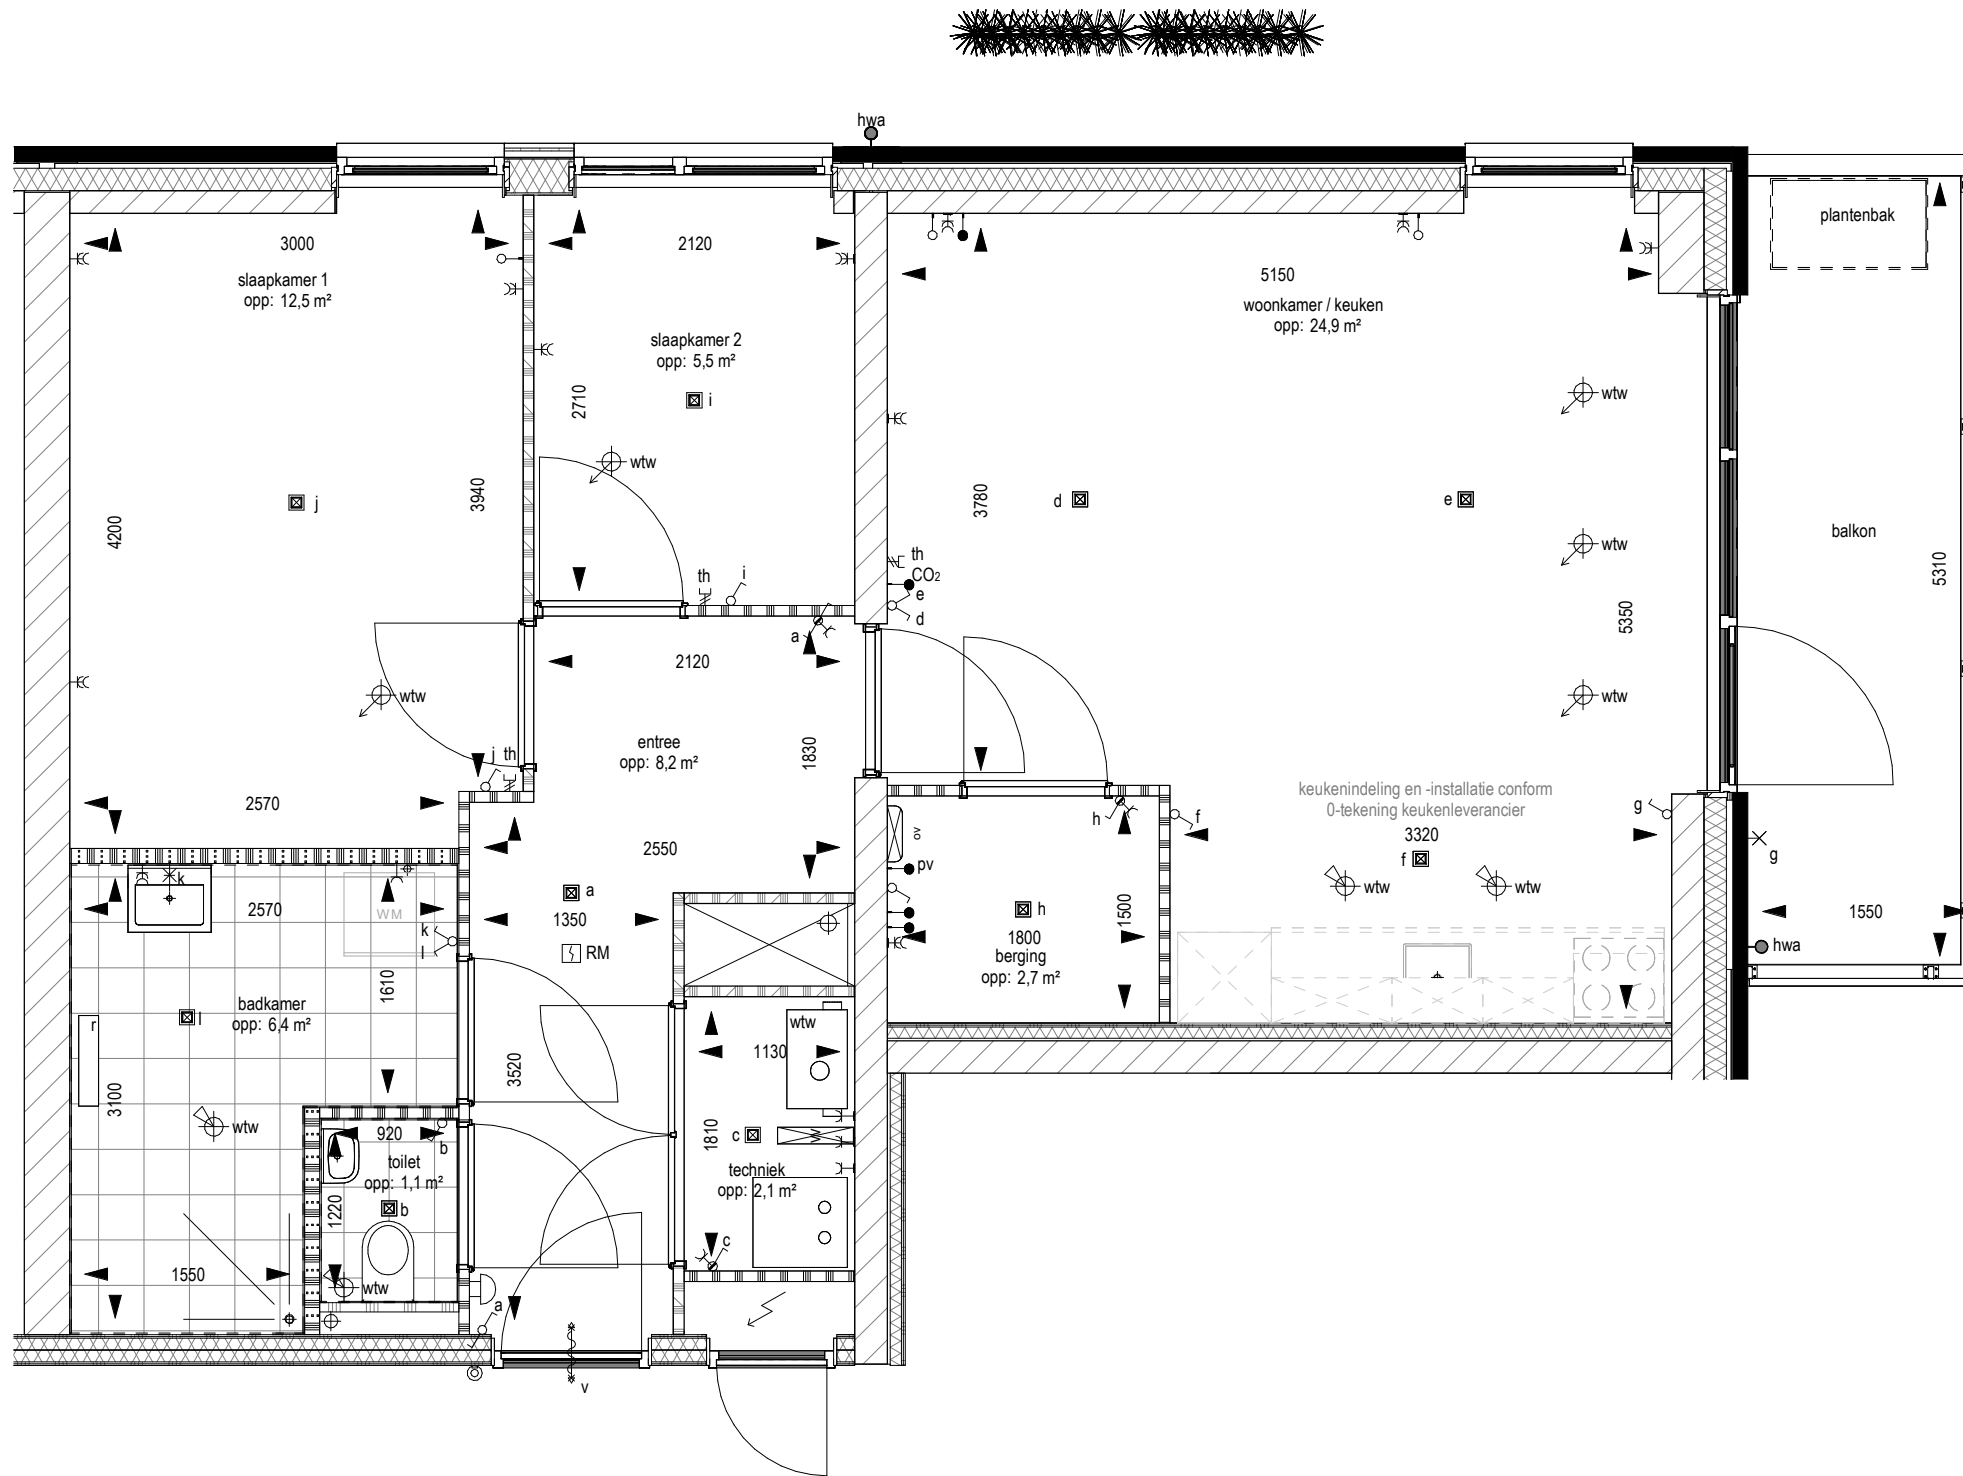 hwa
plantenbak
3000
2120
slaapkamer 1
opp: 12,5 m²
5150
woonkamer / keuken
opp: 24,9 m²
slaapkamer 2
opp: 5,5 m²
i
2710
wtw
wtw
j
3940
4200
3780
d
e
balkon
wtw
5310
th
CO2
e
d
th
i
a
5350
2120
wtw
wtw
entree
opp: 8,2 m²
1830
j
th
2570
keukenindeling en -installatie conform
0-tekening keukenleverancier
3320
g
f
h
ov
pv
2550
g
f
k
WM
a
wtw
wtw
2570
1350
h
1500
1550
k
l
1800
berging
opp: 2,7 m²
hwa
RM
1610
badkamer
opp: 6,4 m²
l
r
wtw
1130
3520
3100
wtw
920
b
1810
c
W
toilet
opp: 1,1 m²
techniek
opp: 2,1 m²
1220
b
c
1550
wtw
a
v